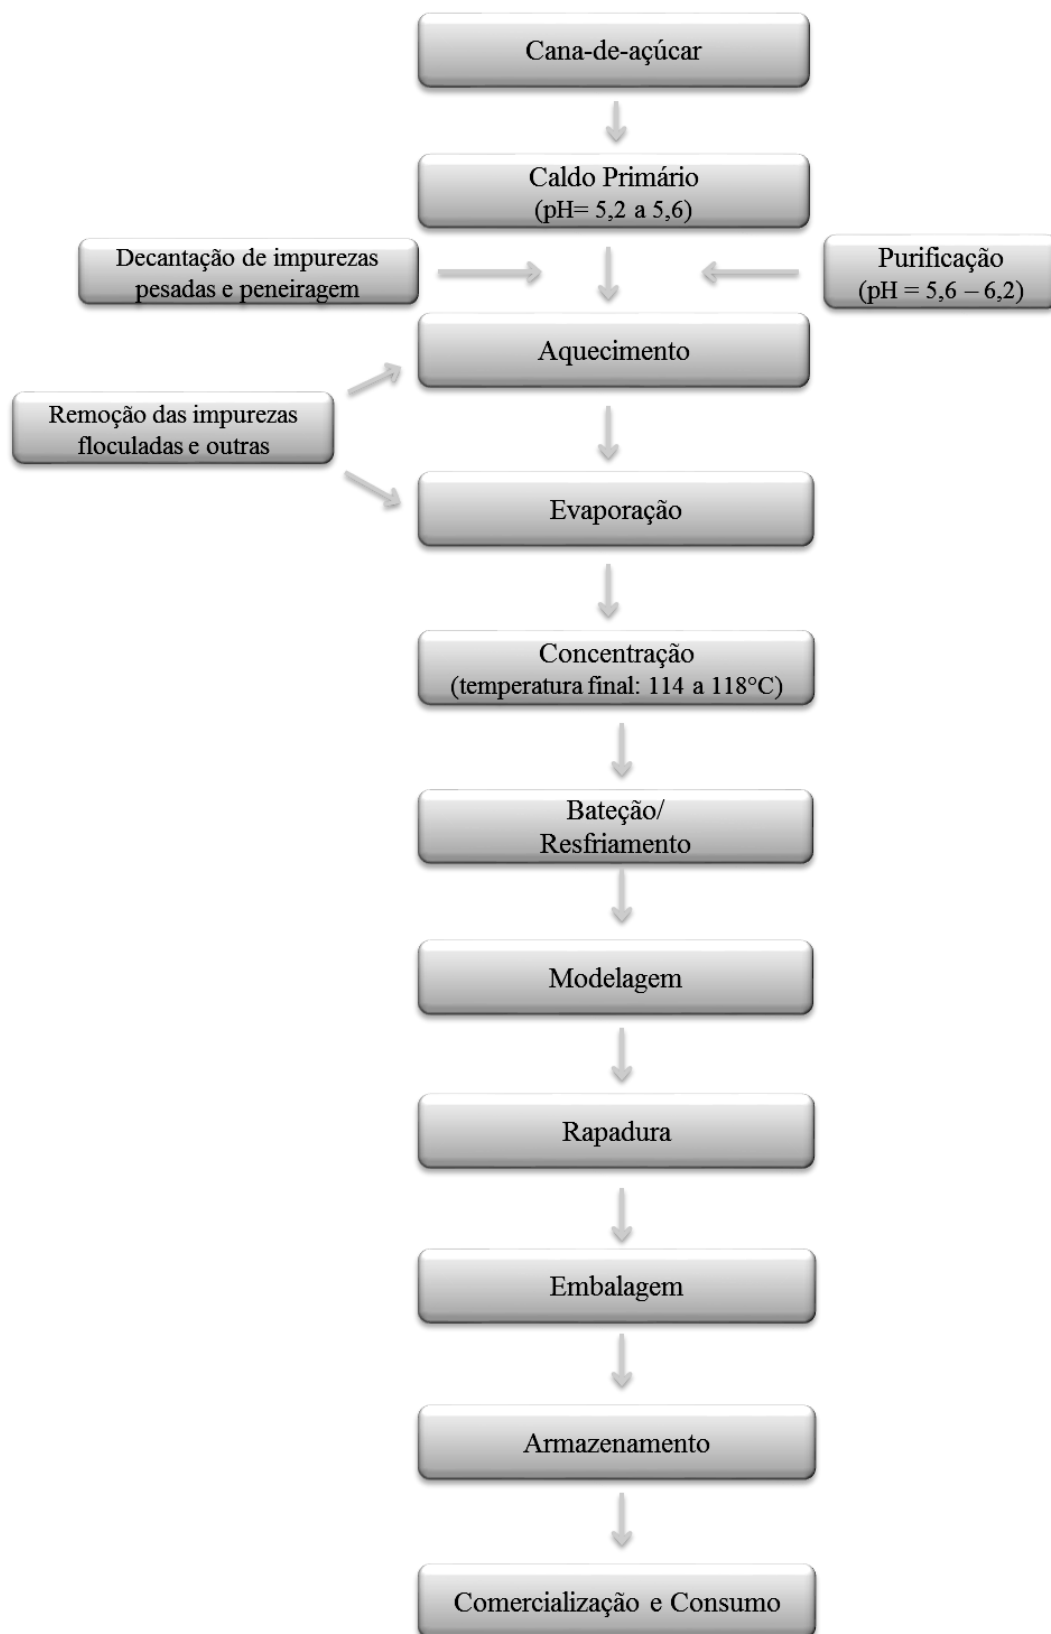 Cana-de-açúcar
Caldo Primário
(pH= 5,2 a 5,6)
Decantação de impurezas
pesadas e peneiragem
Purificação
(pH = 5,6 – 6,2)
Aquecimento
Remoção das impurezas
floculadas e outras
Evaporação
Concentração
(temperatura final: 114 a 118°C)
Bateção/
Resfriamento
Modelagem
Rapadura
Embalagem
Armazenamento
Comercialização e Consumo